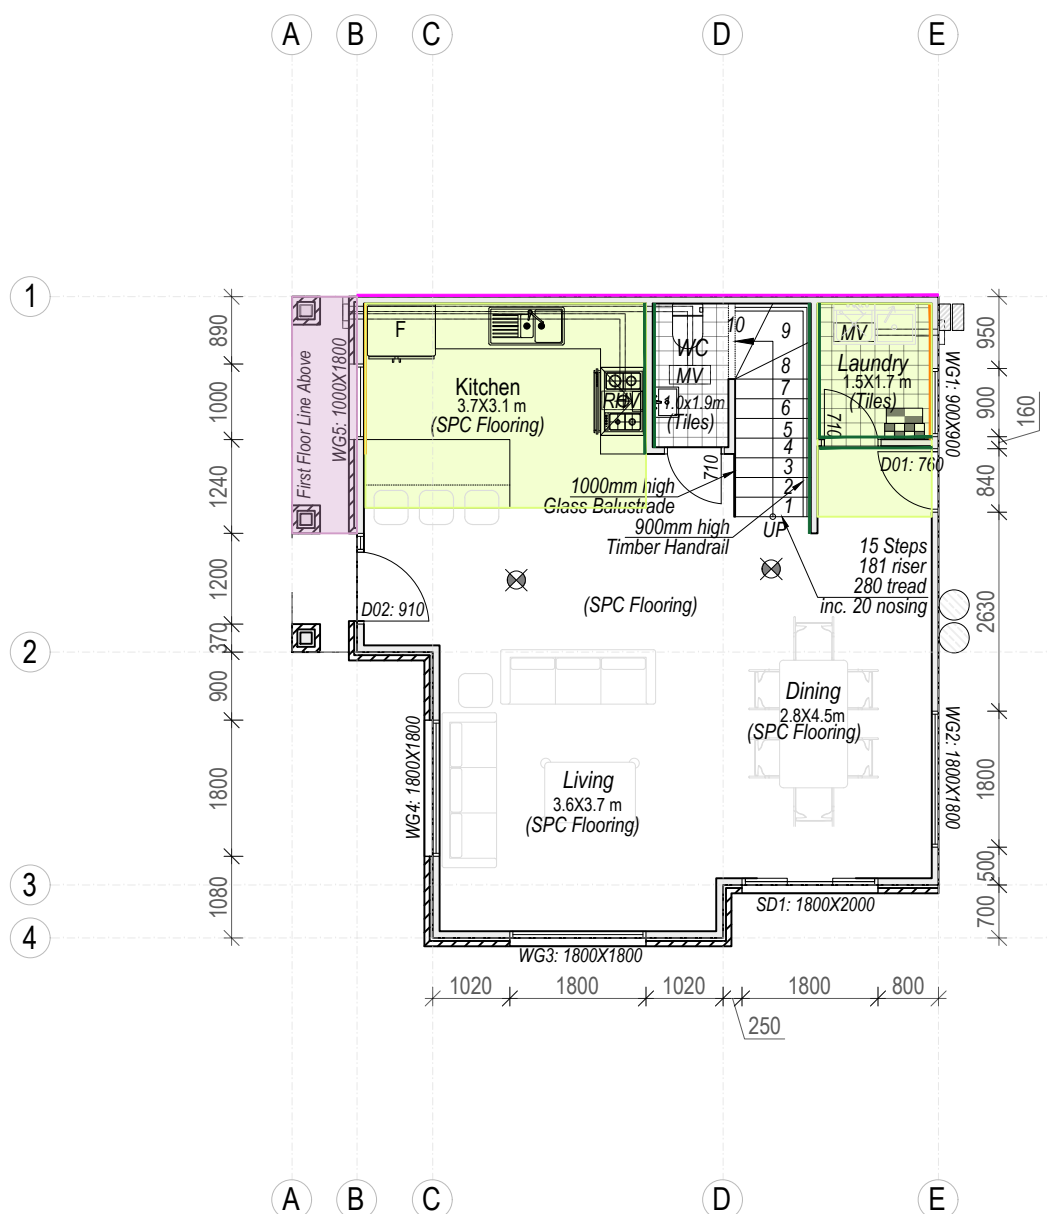 A B C D E
1
2
3
4
890
1000
1240
1200
370
900
1800
1080
First Floor Line Above
WG5: 1000X1800
F
Kitchen
3.7X3.1 m
(SPC Flooring)
WC
MV
1.0x1.9m
(Tiles)
710
10
9
8
7
6
5
4
3
2
1
UP
MV
Laundry
1.5X1.7 m
(Tiles)
710
D01: 760
WG1: 900X900
950
900
160
840
2630
1800
500
700
1000mm high
Glass Balustrade
900mm high
Timber Handrail
15 Steps
181 riser
280 tread
inc. 20 nosing
D02: 910
(SPC Flooring)
Dining
2.8X4.5m
(SPC Flooring)
WG2: 1800X1800
WG4: 1800X1800
Living
3.6X3.7 m
(SPC Flooring)
SD1: 1800X2000
WG3: 1800X1800
1020 1800 1020 1800 800
250
A B C D E